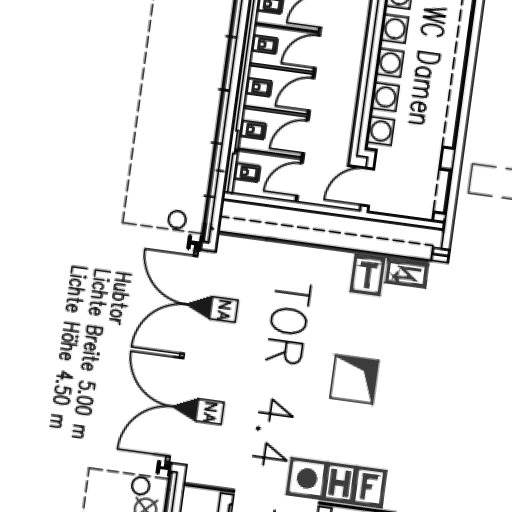 WC Damen
T
NA
TOR 4.4
NA
HF
Hubtor
Lichte Breite 5.00 m
Lichte Höhe 4.50 m